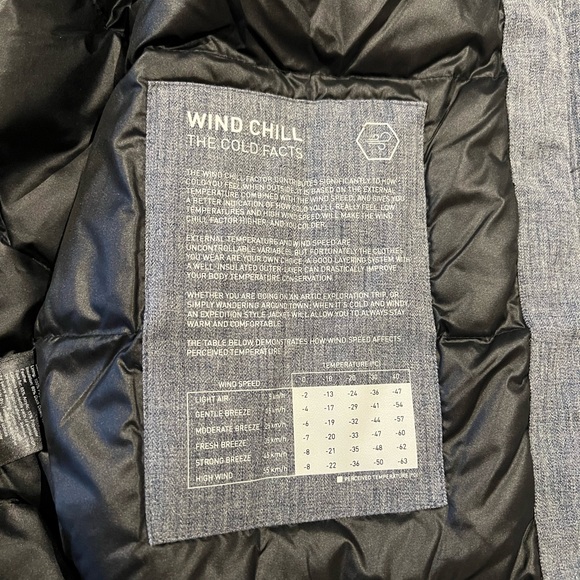 WIND CHILL
THE COLD FACTS
THE WIND CHILL FACTOR CONTRIBUTES SIGNIFICANTLY TO HOW
COLD YOU FEEL WHEN OUTSIDE. IT IS BASED ON THE EXTERNAL
TEMPERATURE COMBINED WITH THE WIND SPEED, AND GIVES YOU
A BETTER INDICATION OF HOW COLD YOU'LL REALLY FEEL. LOW
TEMPERATURES AND HIGH WIND SPEED WILL MAKE THE WIND
CHILL FACTOR HIGHER, AND YOU COLDER.
EXTERNAL TEMPERATURE AND WIND SPEED ARE
UNCONTROLLABLE VARIABLES, BUT FORTUNATELY THE CLOTHES
YOU WEAR ARE YOUR OWN CHOICE. A GOOD LAYERING SYSTEM WITH
A WELL-INSULATED OUTER-LAYER CAN DRASTICALLY IMPROVE
YOUR BODY TEMPERATURE CONSERVATION.
WHETHER YOU ARE GOING ON AN ARTIC EXPLORATION TRIP, OR
SIMPLY WANDERING AROUND TOWN, WHEN IT'S COLD AND WINDY,
AN EXPEDITION STYLE JACKET WILL ALLOW YOU TO ALWAYS STAY
WARM AND COMFORTABLE.
THE TABLE BELOW DEMONSTRATES HOW WIND SPEED AFFECTS
PERCEIVED TEMPERATURE
TEMPERATURE (ºC)
WIND SPEED
LIGHT AIR km/h -2 -13 -24 -36 -47
GENTLE BREEZE km/h -4 -17 -29 -41 -54
MODERATE BREEZE km/h -6 -19 -32 -44 -57
FRESH BREEZE km/h -7 -20 -33 -47 -60
STRONG BREEZE km/h -8 -21 -35 -48 -62
HIGH WIND km/h -8 -22 -36 -50 -63
PERCEIVED TEMPERATURE